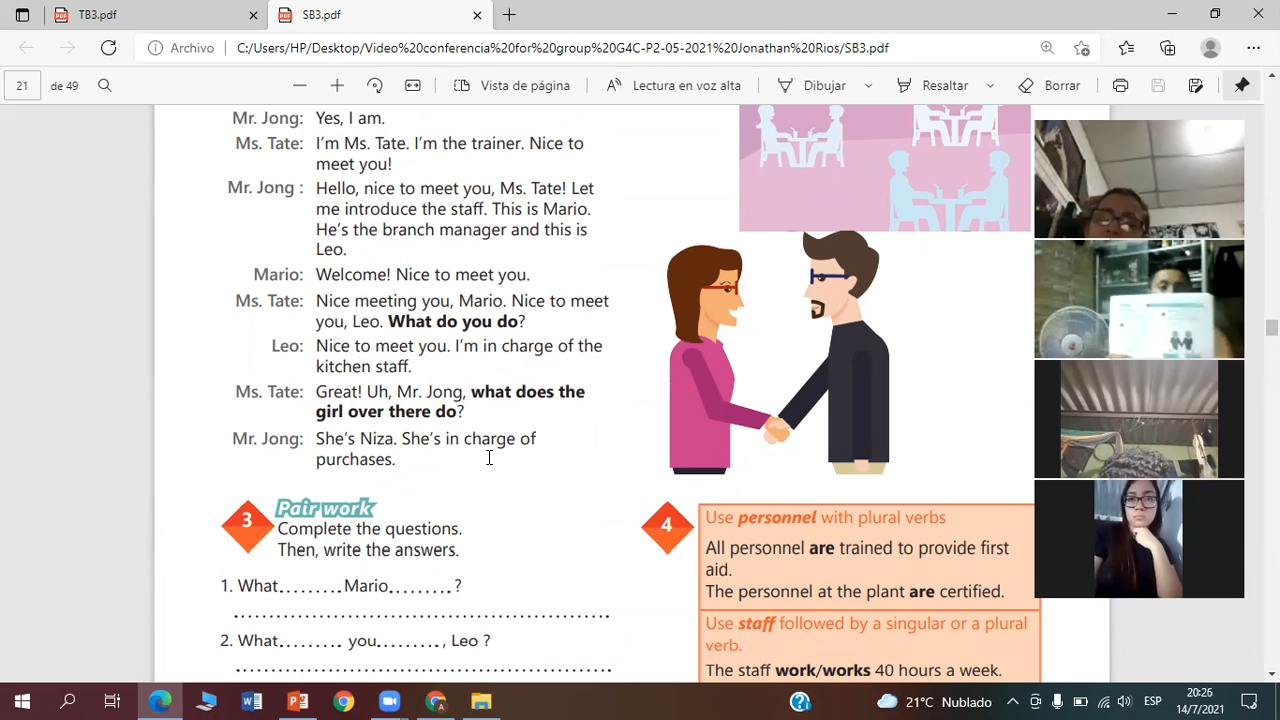 TB3.pdf
SB3.pdf
Archivo
C:/Users/HP/Desktop/Video%20conferencia%20for%20group%20G4C-P2-05-2021%20Jonathan%20Rios/SB3.pdf
21
de 49
Vista de página
Lectura en voz alta
Dibujar
Resaltar
Borrar
Mr. Jong: Yes, I am.
Ms. Tate: I'm Ms. Tate. I'm the trainer. Nice to
meet you!
Mr. Jong : Hello, nice to meet you, Ms. Tate! Let
me introduce the staff. This is Mario.
He's the branch manager and this is
Leo.
Mario: Welcome! Nice to meet you.
Ms. Tate: Nice meeting you, Mario. Nice to meet
you, Leo. What do you do?
Leo: Nice to meet you. I'm in charge of the
kitchen staff.
Ms. Tate: Great! Uh, Mr. Jong, what does the
girl over there do?
Mr. Jong: She's Niza. She's in charge of
purchases.
3
Pair work
Complete the questions.
Then, write the answers.
1. What......... Mario......... ?
2. What......... you........., Leo ?
4
Use personnel with plural verbs
All personnel are trained to provide first
aid.
The personnel at the plant are certified.
Use staff followed by a singular or a plural
verb.
The staff work/works 40 hours a week.
21°C Nublado
ESP
20:26
14/7/2021